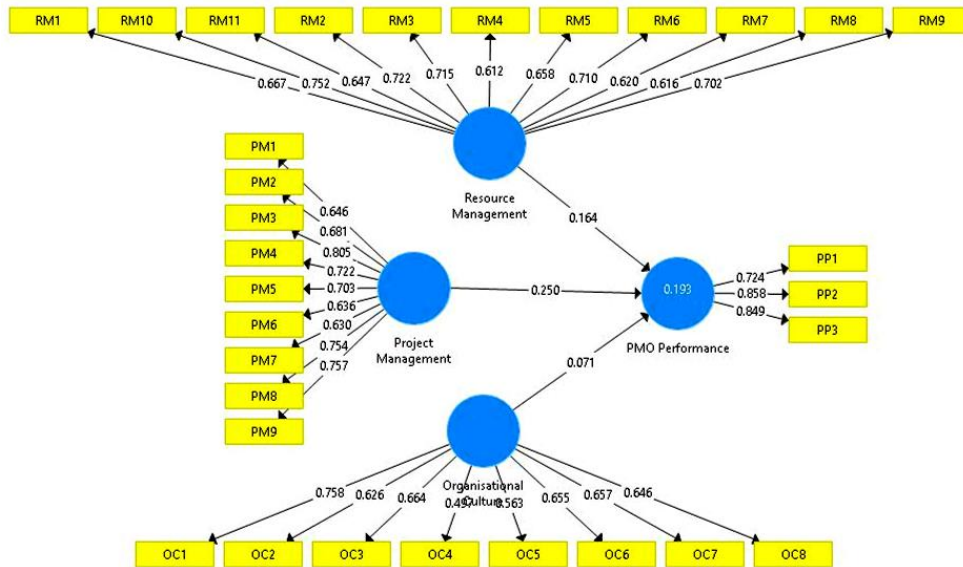 RM1 RM10 RM11 RM2 RM3 RM4 RM5 RM6 RM7 RM8 RM9
0.667 0.752 0.647 0.722 0.715 0.612 0.658 0.710 0.620 0.616 0.702
Resource
Management
PM1
PM2
PM3
PM4
PM5
PM6
PM7
PM8
PM9
0.646
0.681
0.805
0.722
0.703
0.636
0.630
0.754
0.757
Project
Management
0.164
0.250
0.071
0.193
PMO Performance
0.724
0.858
0.849
PP1
PP2
PP3
Organisational
Culture
0.758 0.626 0.664 0.497 0.563 0.655 0.657 0.646
OC1 OC2 OC3 OC4 OC5 OC6 OC7 OC8